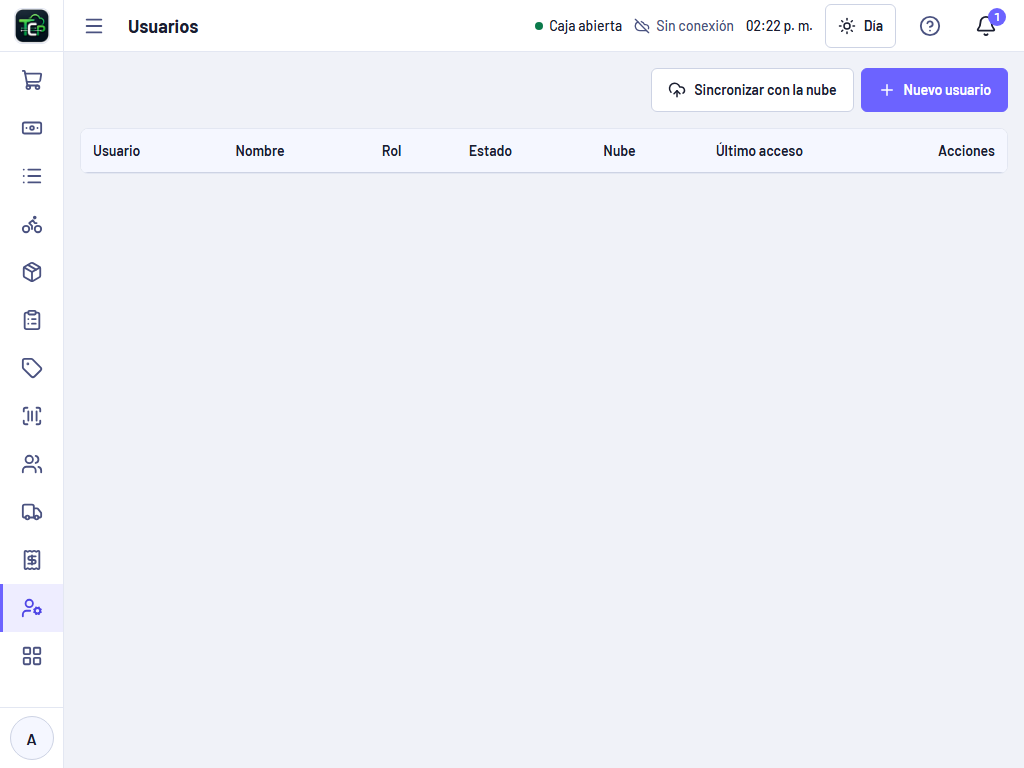 TCP
Usuarios
Caja abierta
Sin conexión
02:22 p. m.
Día
1
Sincronizar con la nube
Nuevo usuario
Usuario Nombre Rol Estado Nube Último acceso Acciones
A